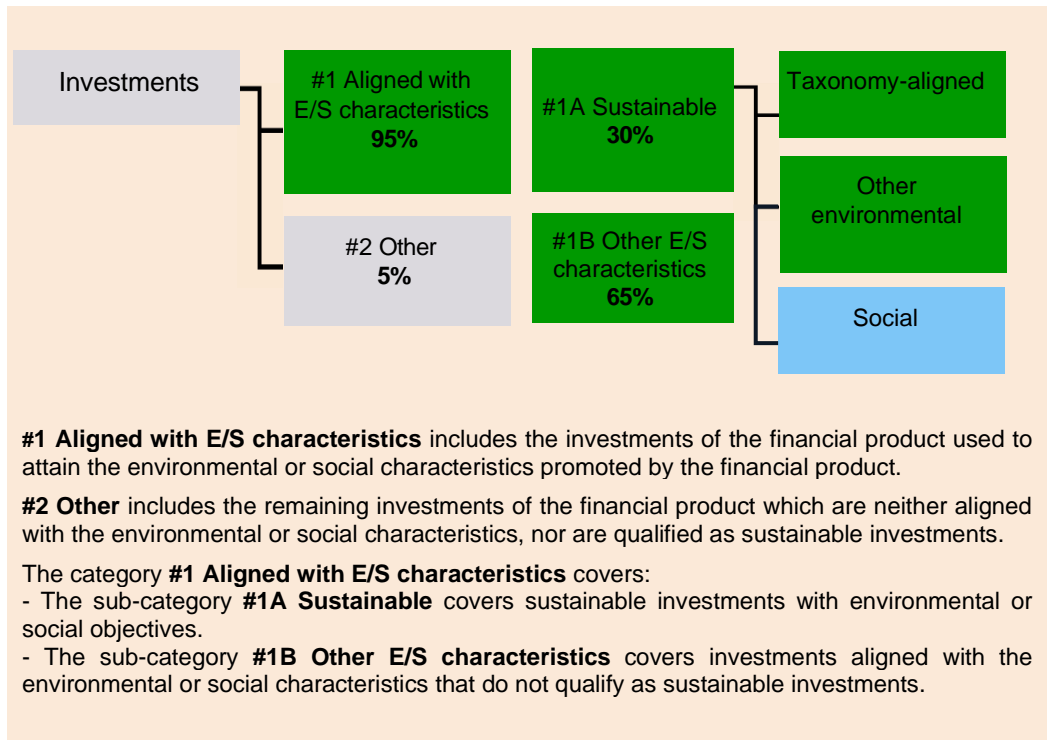 Investments
#1 Aligned with
E/S characteristics
95%
#2 Other
5%
#1A Sustainable
30%
#1B Other E/S
characteristics
65%
Taxonomy-aligned
Other
environmental
Social
#1 Aligned with E/S characteristics includes the investments of the financial product used to
attain the environmental or social characteristics promoted by the financial product.
#2 Other includes the remaining investments of the financial product which are neither aligned
with the environmental or social characteristics, nor are qualified as sustainable investments.
The category #1 Aligned with E/S characteristics covers:
- The sub-category #1A Sustainable covers sustainable investments with environmental or
social objectives.
- The sub-category #1B Other E/S characteristics covers investments aligned with the
environmental or social characteristics that do not qualify as sustainable investments.